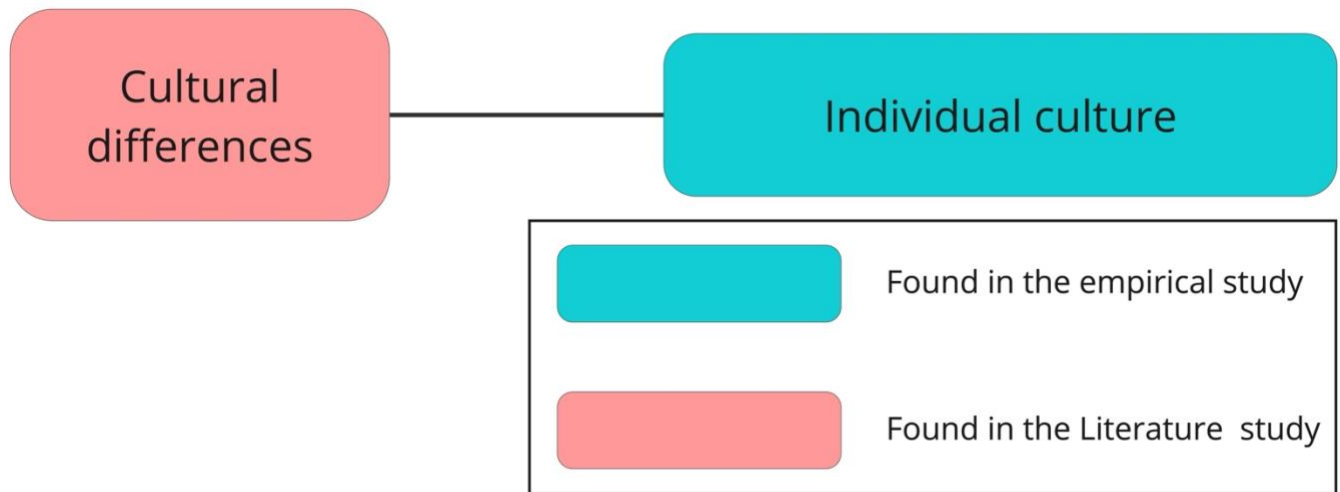 Cultural
differences
Individual culture
Found in the empirical study
Found in the Literature study